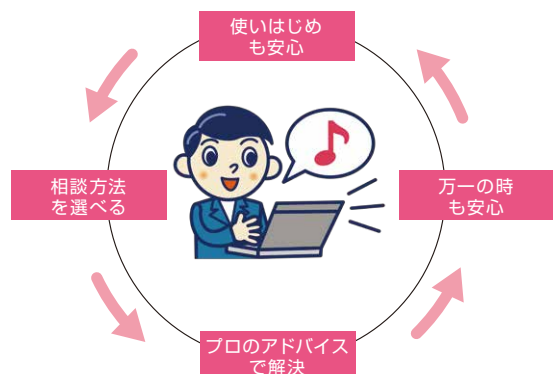 使いはじめ
も安心
相談方法
を選べる
万一の時
も安心
プロのアドバイス
で解決